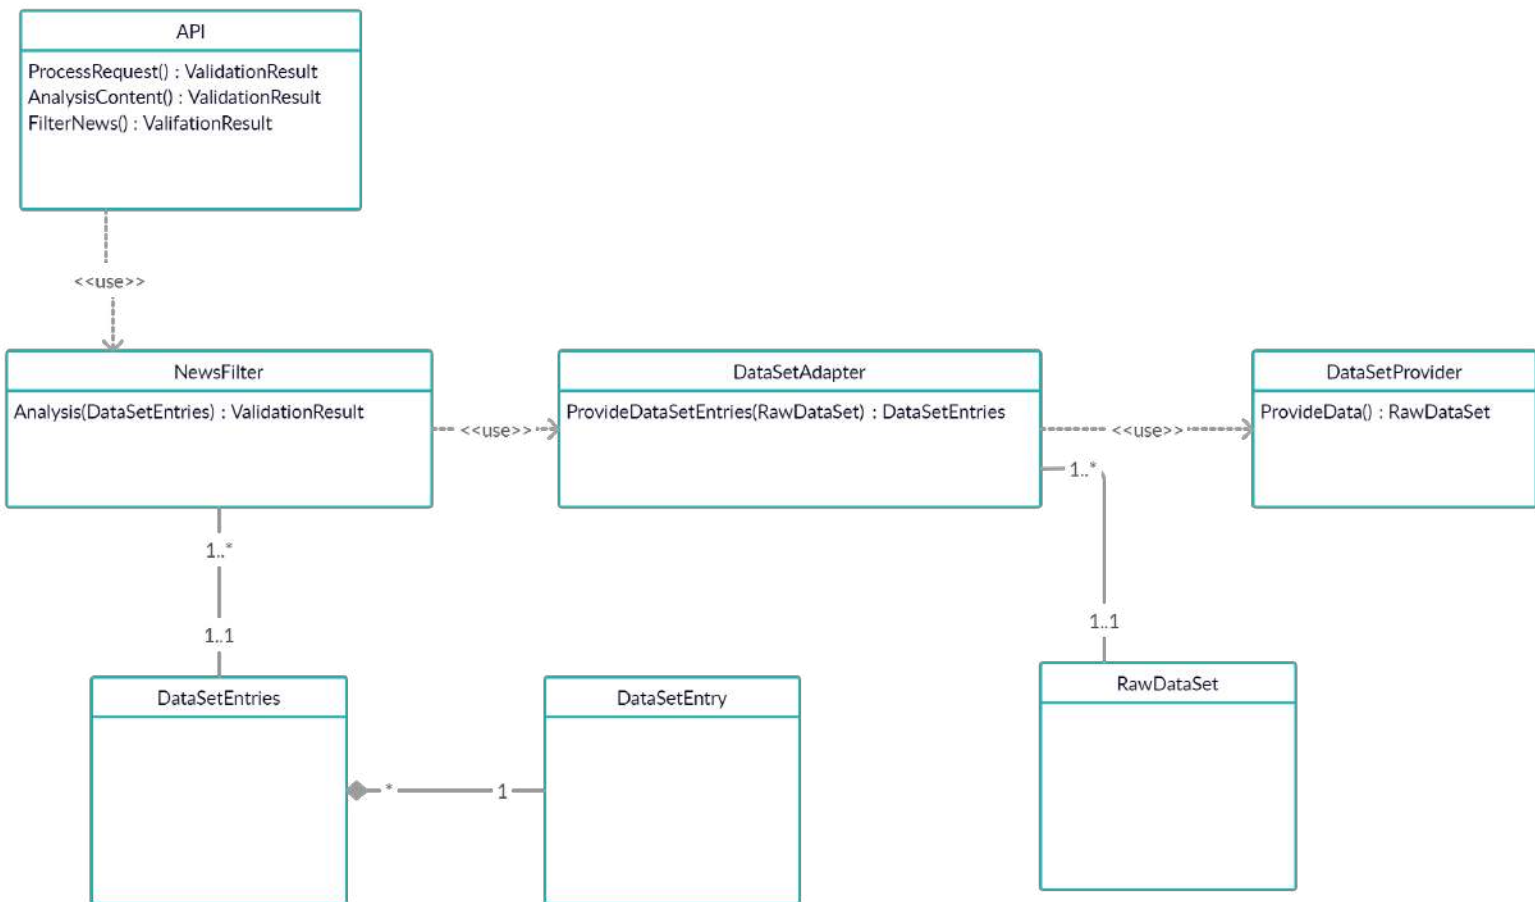 API
ProcessRequest() : ValidationResult
AnalysisContent() : ValidationResult
FilterNews() : ValifationResult
<<use>>
NewsFilter
Analysis(DataSetEntries) : ValidationResult
<<use>>
DataSetAdapter
ProvideDataSetEntries(RawDataSet) : DataSetEntries
<<use>>
DataSetProvider
ProvideData() : RawDataSet
1..*
1..*
1..1
1..1
DataSetEntries
DataSetEntry
RawDataSet
*
1